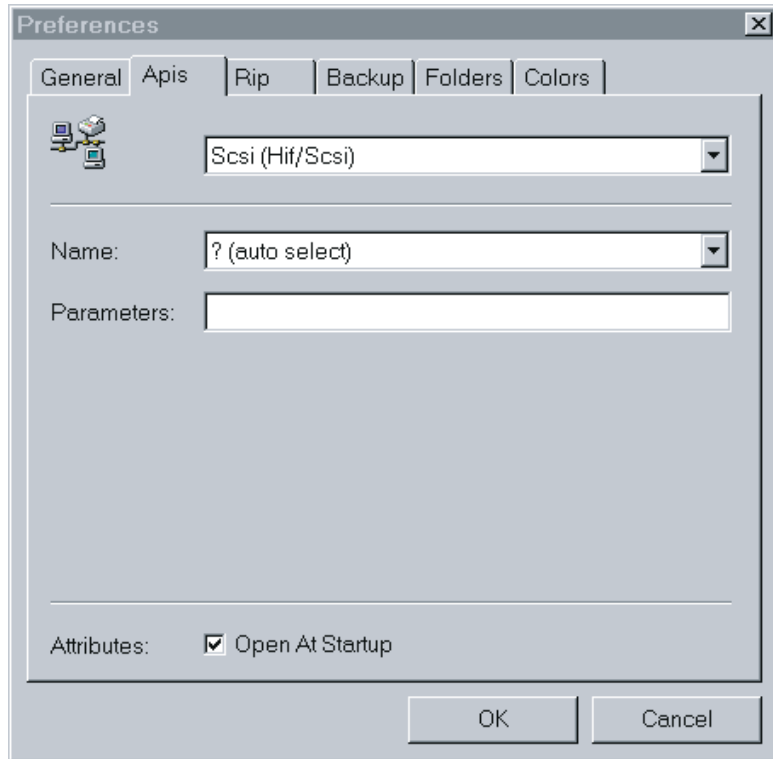 Preferences
General Apis Rip Backup Folders Colors
Scsi (Hif/Scsi)
Name: ? (auto select)
Parameters:
Attributes: Open At Startup
OK Cancel